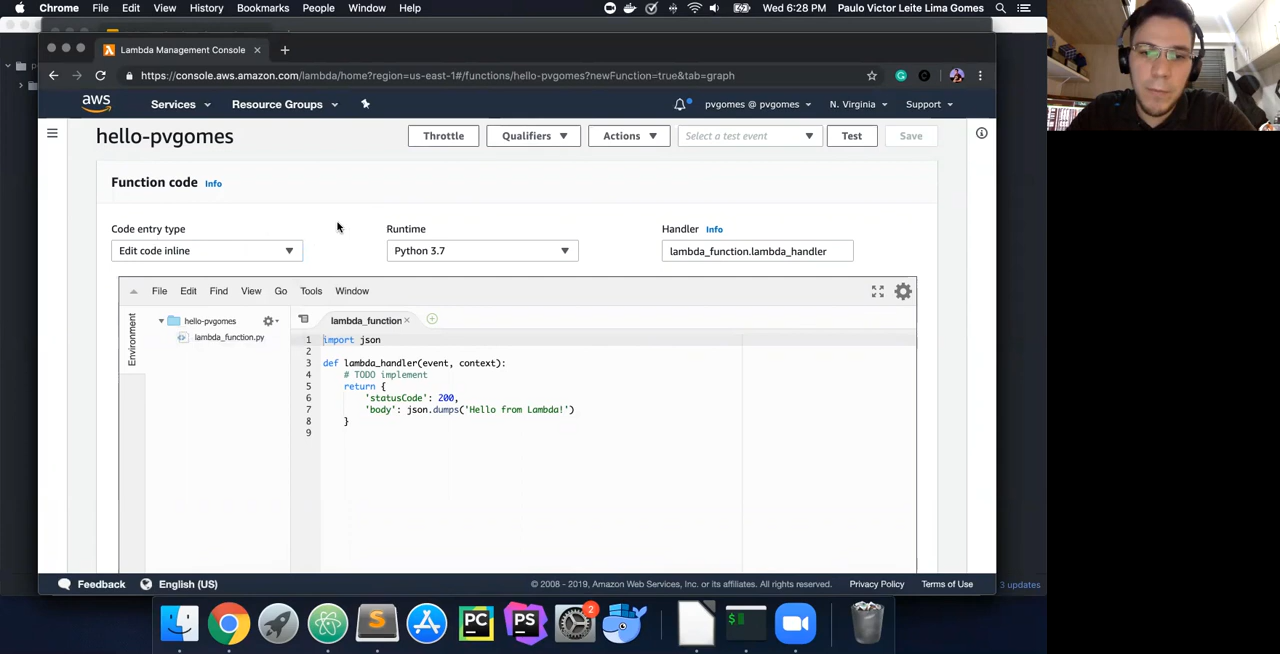 Chrome File Edit View History Bookmarks People Window Help Wed 6:28 PM Paulo Victor Leite Lima Gomes
Lambda Management Console
https://console.aws.amazon.com/lambda/home?region=us-east-1#/functions/hello-pvgomes?newFunction=true&tab=graph
aws Services Resource Groups pvgomes @ pvgomes N. Virginia Support
hello-pvgomes Throttle Qualifiers Actions Select a test event Test Save
Function code Info
Code entry type Runtime Handler Info
Edit code inline Python 3.7 lambda_function.lambda_handler
File Edit Find View Go Tools Window
Environment
hello-pvgomes
lambda_function.py
lambda_function
1 import json
2
3 def lambda_handler(event, context):
4 # TODO implement
5 return {
6 'statusCode': 200,
7 'body': json.dumps('Hello from Lambda!')
8 }
9
Feedback English (US) © 2008 - 2019, Amazon Web Services, Inc. or its affiliates. All rights reserved. Privacy Policy Terms of Use
3 updates
PC PS S 2 $